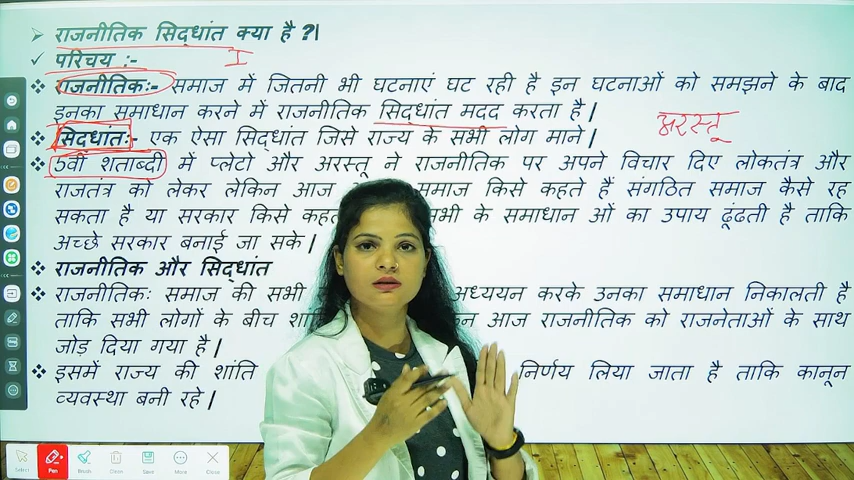 ➢ राजनीतिक सिद्धांत क्या है ?|
✓ परिचय :- I
❖ राजनीतिकः- समाज में जितनी भी घटनाएं घट रही है इन घटनाओं को समझने के बाद
इनका समाधान करने में राजनीतिक सिद्धांत मदद करता है |
❖ सिद्धांतः- एक ऐसा सिद्धांत जिसे राज्य के सभी लोग माने |
अरस्तू
❖ 5वीं शताब्दी में प्लेटो और अरस्तू ने राजनीतिक पर अपने विचार दिए लोकतंत्र और
राजतंत्र को लेकर लेकिन आज समाज किसे कहते हैं संगठित समाज कैसे रह
सकता है या सरकार किसे सभी के समाधान ओं का उपाय ढूंढती है ताकि
अच्छे सरकार बनाई जा सके |
❖ राजनीतिक और सिद्धांत
❖ राजनीतिकः समाज की सभी अध्ययन करके उनका समाधान निकालती है
ताकि सभी लोगों के बीच आज राजनीतिक को राजनेताओं के साथ
जोड़ दिया गया है |
❖ इसमें राज्य की शांति निर्णय लिया जाता है ताकि कानून
व्यवस्था बनी रहे |
Select Pen Brush Clean Save More Close